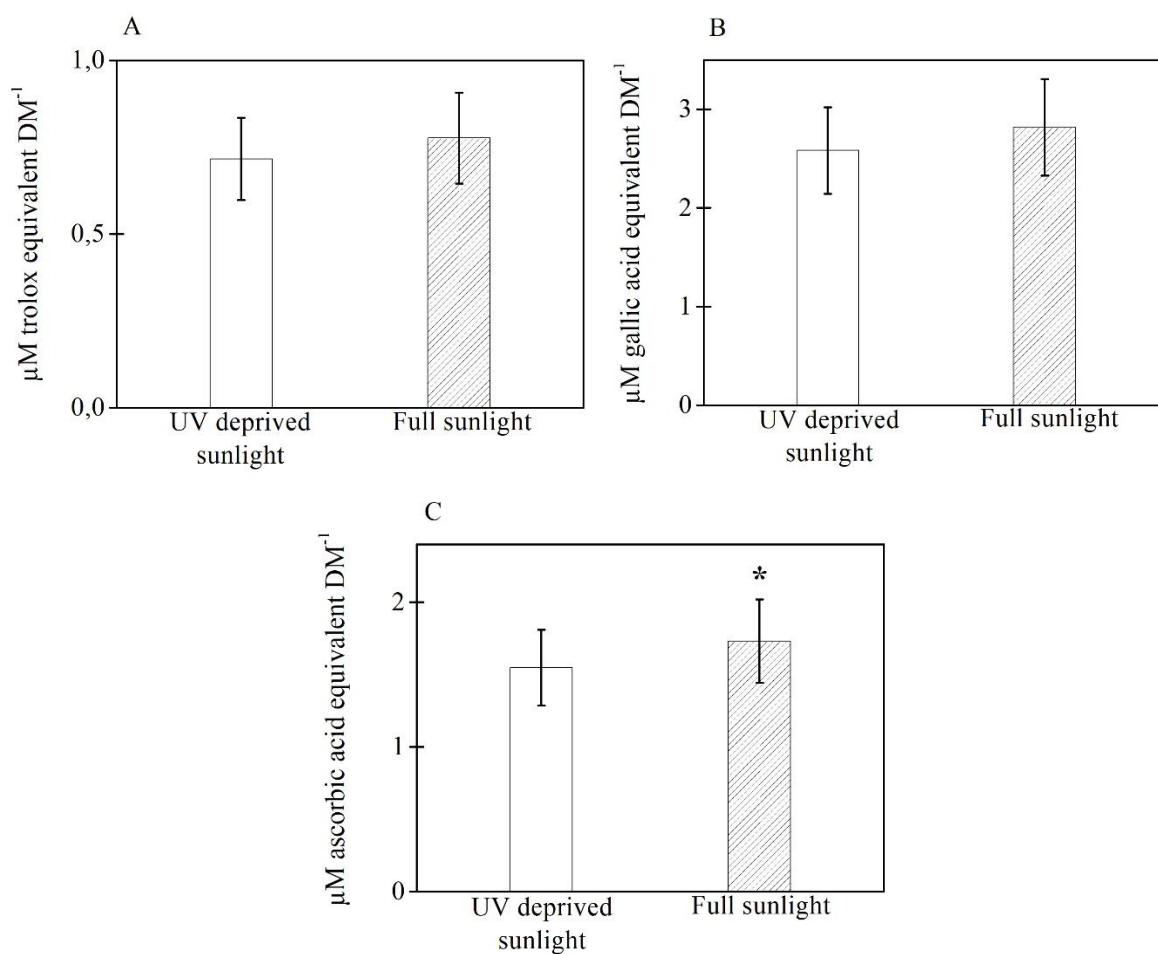 A
1,0
0,5
0,0
µM trolox equivalent DM⁻¹
UV deprived
sunlight
Full sunlight
B
3
2
1
0
µM gallic acid equivalent DM⁻¹
UV deprived
sunlight
Full sunlight
C
2
1
0
µM ascorbic acid equivalent DM⁻¹
*
UV deprived
sunlight
Full sunlight